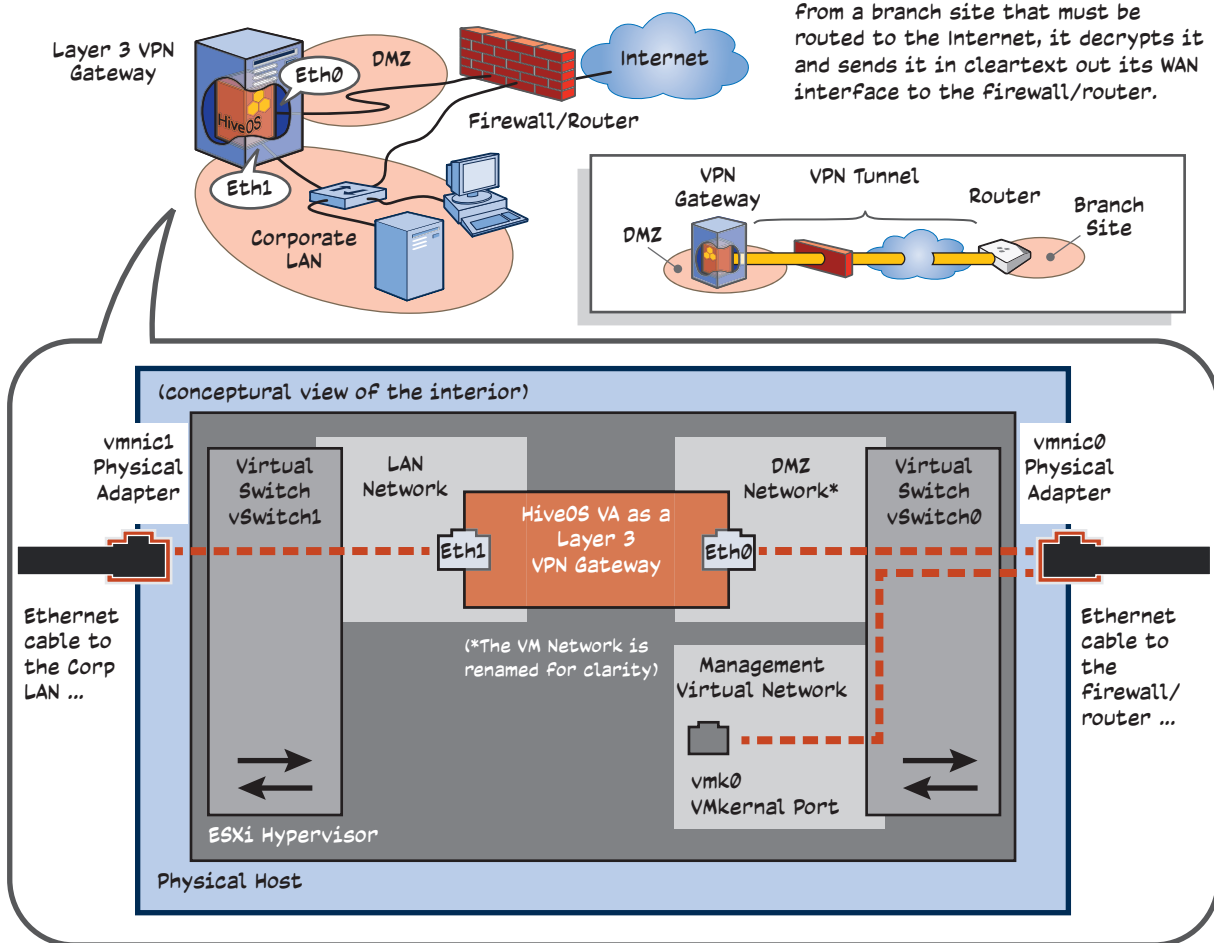 from a branch site that must be
routed to the Internet, it decrypts it
and sends it in cleartext out its WAN
interface to the firewall/router.
Layer 3 VPN
Gateway
Eth0
DMZ
Internet
HiveOS
Firewall/Router
Eth1
Corporate
LAN
VPN
Gateway
VPN Tunnel
Router
Branch
Site
DMZ
(conceptural view of the interior)
vmnic1
Physical
Adapter
Virtual
Switch
vSwitch1
LAN
Network
DMZ
Network*
Virtual
Switch
vSwitch0
vmnic0
Physical
Adapter
HiveOS VA as a
Layer 3
VPN Gateway
Eth1
Eth0
Ethernet
cable to
the Corp
LAN ...
(*The VM Network is
renamed for clarity)
Management
Virtual Network
Ethernet
cable to
the
firewall/
router ...
vmk0
VMkernal Port
ESXi Hypervisor
Physical Host